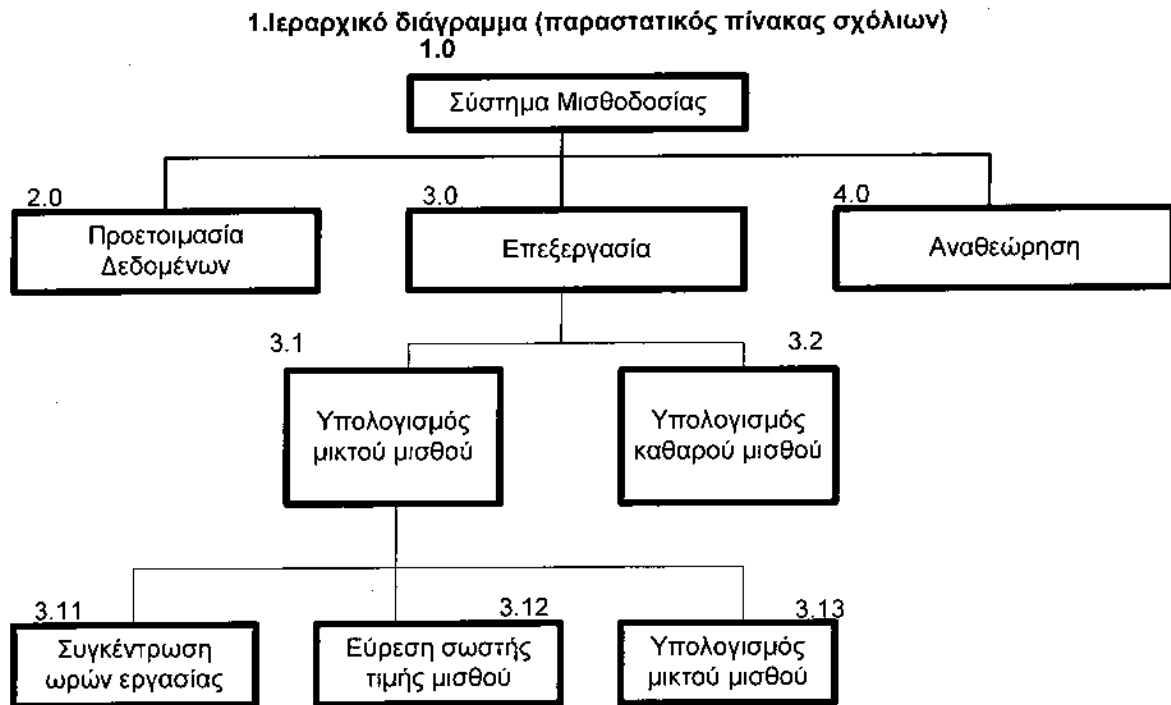 1.Ιεραρχικό διάγραμμα (παραστατικός πίνακας σχόλιων)
1.0
Σύστημα Μισθοδοσίας
2.0
Προετοιμασία
Δεδομένων
3.0
Επεξεργασία
4.0
Αναθεώρηση
3.1
Υπολογισμός
μικτού μισθού
3.2
Υπολογισμός
καθαρού μισθού
3.11
Συγκέντρωση
ωρών εργασίας
3.12
Εύρεση σωστής
τιμής μισθού
3.13
Υπολογισμός
μικτού μισθού